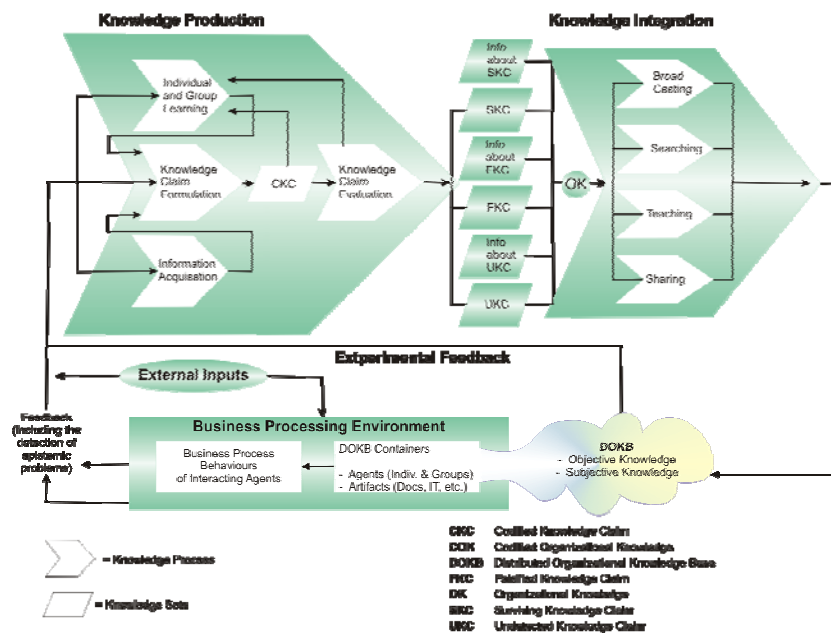 Knowledge Production
Knowledge Integration
Individual
and Group
Learning
Knowledge
Claim
Formulation
CKC
Knowledge
Claim
Evaluation
Information
Acquisition
Info
about
SKC
SKC
Info
about
FKC
FKC
Info
about
UKC
UKC
OK
Broad
Casting
Searching
Teaching
Sharing
Extperimental Feedback
External Inputs
Feedback
(Including the
detection of
epistemic
problems)
Business Processing Environment
Business Process
Behaviours
of Interacting Agents
DOKB Containers
- Agents (Indiv. & Groups)
- Artifacts (Docs, IT, etc.)
DOKB
- Objective Knowledge
- Subjective Knowledge
= Knowledge Process
= Knowledge Sets
CKC Codified Knowledge Claim
COK Codified Organizational Knowledge
DOKB Distributed Organizational Knowledge Base
FKC Falsified Knowledge Claim
OK Organizational Knowledge
SKC Surviving Knowledge Claim
UKC Undetected Knowledge Claim